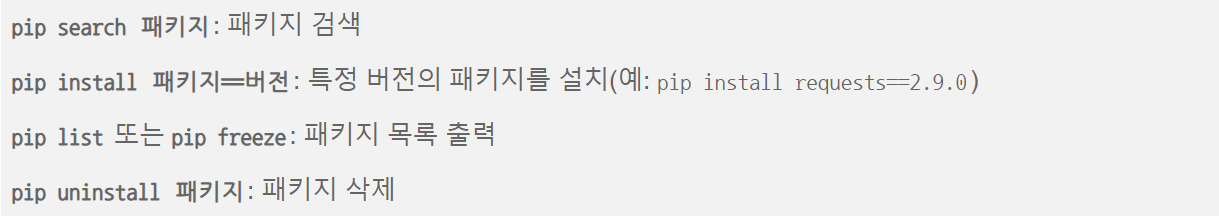 pip search 패키지: 패키지 검색
pip install 패키지==버전: 특정 버전의 패키지를 설치(예: pip install requests==2.9.0)
pip list 또는 pip freeze: 패키지 목록 출력
pip uninstall 패키지: 패키지 삭제